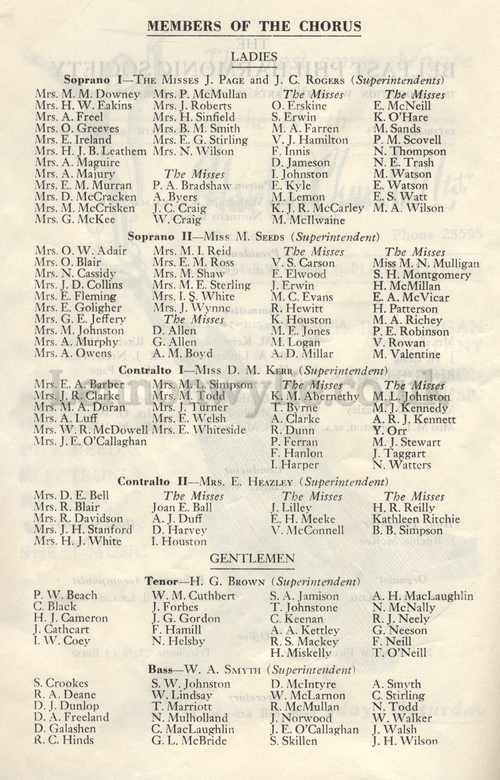 MEMBERS OF THE CHORUS
LADIES
Soprano I—The Misses J. Page and J. C. Rogers (Superintendents)
Mrs. M. M. Downey Mrs. P. McMullan The Misses The Misses
Mrs. H. W. Eakins Mrs. J. Roberts O. Erskine E. McNeill
Mrs. A. Freel Mrs. H. Sinfield S. Erwin K. O'Hare
Mrs. O. Greeves Mrs. B. M. Smith M. A. Farren M. Sands
Mrs. E. Ireland Mrs. E. G. Stirling V. J. Hamilton P. M. Scovell
Mrs. H. J. B. Leathem Mrs. N. Wilson F. Innis N. Thompson
Mrs. A. Maguire D. Jameson N. E. Trash
Mrs. A. Majury The Misses I. Johnston M. Watson
Mrs. E. M. Murran P. A. Bradshaw E. Kyle E. Watson
Mrs. D. McCracken A. Byers M. Lemon E. S. Watt
Mrs. M. McCrisken J. C. Craig K. J. R. McCarley M. A. Wilson
Mrs. G. McKee W. Craig M. McIlwaine
Soprano II—Miss M. Seeds (Superintendent)
Mrs. O. W. Adair Mrs. M. I. Reid The Misses The Misses
Mrs. O. Blair Mrs. E. M. Ross V. S. Carson Miss M. N. Mulligan
Mrs. N. Cassidy Mrs. M. Shaw E. Elwood S. H. Montgomery
Mrs. J. D. Collins Mrs. M. E. Sterling J. Erwin H. McMillan
Mrs. E. Fleming Mrs. I. S. White M. C. Evans E. A. McVicar
Mrs. E. Goligher Mrs. J. Wynne R. Hewitt H. Patterson
Mrs. G. E. Jeffery The Misses K. Houston M. A. Richey
Mrs. M. Johnston D. Allen M. E. Jones P. E. Robinson
Mrs. A. Murphy G. Allen M. Logan V. Rowan
Mrs. A. Owens A. M. Boyd A. D. Millar M. Valentine
Contralto I—Miss D. M. Kerr (Superintendent)
Mrs. E. A. Barber Mrs. M. L. Simpson The Misses The Misses
Mrs. J. R. Clarke Mrs. M. Todd K. M. Abernethy M. L. Johnston
Mrs. M. A. Doran Mrs. J. Turner T. Byrne M. J. Kennedy
Mrs. A. Luff Mrs. E. Welsh A. Clarke A. R. J. Kennett
Mrs. W. R. McDowell Mrs. E. Whiteside R. Dunn V. Orr
Mrs. J. E. O'Callaghan P. Ferran M. J. Stewart
F. Hanlon J. Taggart
I. Harper N. Watters
Contralto II—Mrs. E. Heazley (Superintendent)
Mrs. D. E. Bell The Misses The Misses The Misses
Mrs. R. Blair Joan E. Ball J. Lilley H. R. Reilly
Mrs. R. Davidson A. J. Duff E. H. Meeke Kathleen Ritchie
Mrs. J. H. Stanford D. Harvey V. McConnell B. B. Simpson
Mrs. H. J. White I. Houston
GENTLEMEN
Tenor—H. G. Brown (Superintendent)
P. W. Beach W. M. Cuthbert S. A. Jamison A. H. MacLaughlin
C. Black J. Forbes T. Johnstone N. McNally
H. J. Cameron J. G. Gordon C. Keenan R. J. Neely
J. Cathcart F. Hamill A. A. Kettley G. Neeson
I. W. Coey N. Helsby R. S. Mackey F. Neill
H. Miskelly T. O'Neill
Bass—W. A. Smyth (Superintendent)
S. Crookes S. W. Johnston D. McIntyre A. Smyth
R. A. Deane W. Lindsay W. McLarnon C. Stirling
D. J. Dunlop T. Marriott R. McMullan N. Todd
D. A. Freeland N. Mulholland J. Norwood W. Walker
D. Galashen C. MacLaughlin J. E. O'Callaghan J. Walsh
R. C. Hinds G. L. McBride S. Skillen J. H. Wilson